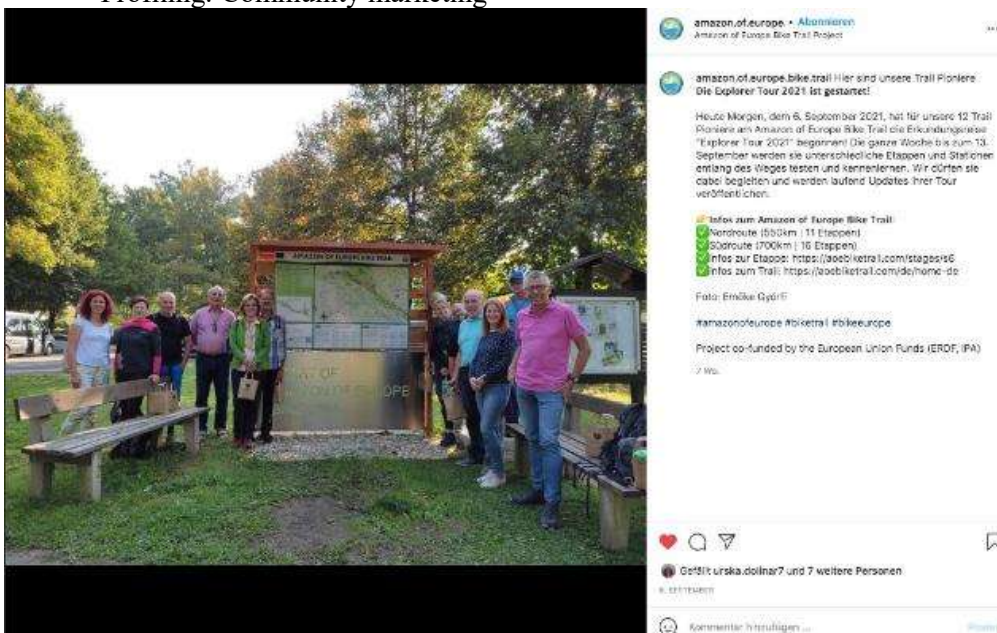 Profiling: Community marketing
amazon.of.europe. • Abonnieren
Amazon of Europe Bike Trail Project
amazon.of.europe.bike.trail Hier sind unsere Trail Pioniere
Die Explorer Tour 2021 ist gestartet!
Heute Morgen, dem 6. September 2021, hat für unsere 12 Trail
Pioniere am Amazon of Europe Bike Trail die Erkundungsreise
"Explorer Tour 2021" begonnen! Die ganze Woche bis zum 13.
September werden sie unterschiedliche Etappen und Stationen
entlang des Weges testen und kennenlernen. Wir dürfen sie
dabei begleiten und werden laufend Updates ihrer Tour
veröffentlichen.
Infos zum Amazon of Europe Bike Trail:
Nordroute (550km | 11 Etappen)
Südroute (700km | 16 Etappen)
Infos zur Etappe: https://aoebiketrail.com/stages/s6
Infos zum Trail: https://aoebiketrail.com/de/home-de
Foto: Emőke Győrfi
#amazonofeurope #biketrail #bikeeurope
Project co-funded by the European Union Funds (ERDF, IPA)
7 Wo.
AMAZON OF EUROPE BIKE TRAIL
OF EUROPE
Gefällt urska.dolinar7 und 7 weitere Personen
6. SEPTEMBER
Kommentar hinzufügen ...
Posten